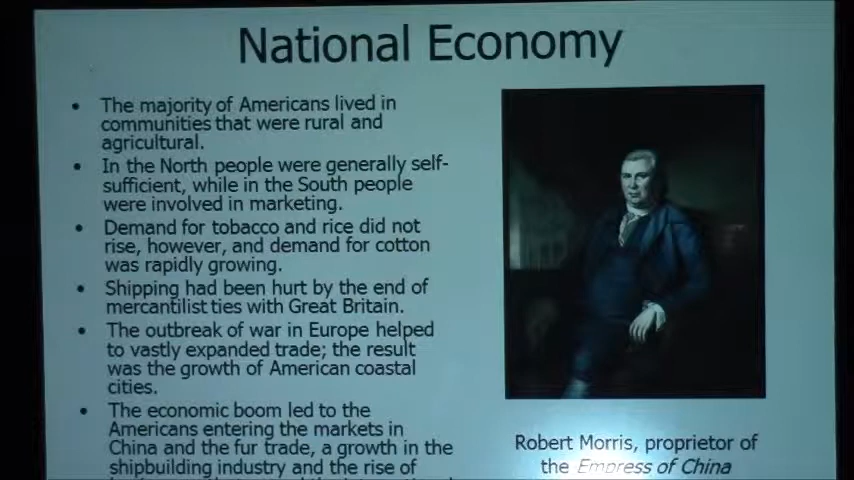 National Economy
• The majority of Americans lived in
communities that were rural and
agricultural.
• In the North people were generally self-
sufficient, while in the South people
were involved in marketing.
• Demand for tobacco and rice did not
rise, however, and demand for cotton
was rapidly growing.
• Shipping had been hurt by the end of
mercantilist ties with Great Britain.
• The outbreak of war in Europe helped
to vastly expanded trade; the result
was the growth of American coastal
cities.
• The economic boom led to the
Americans entering the markets in
China and the fur trade, a growth in the
shipbuilding industry and the rise of
Robert Morris, proprietor of
the Empress of China